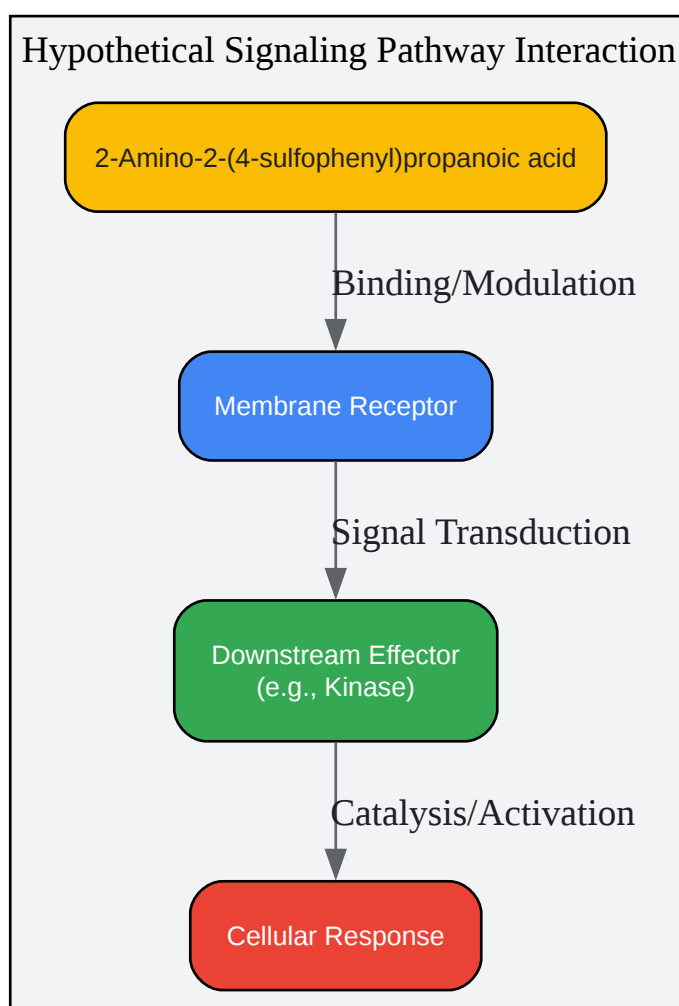 Hypothetical Signaling Pathway Interaction
2-Amino-2-(4-sulfophenyl)propanoic acid
Binding/Modulation
Membrane Receptor
Signal Transduction
Downstream Effector
(e.g., Kinase)
Catalysis/Activation
Cellular Response